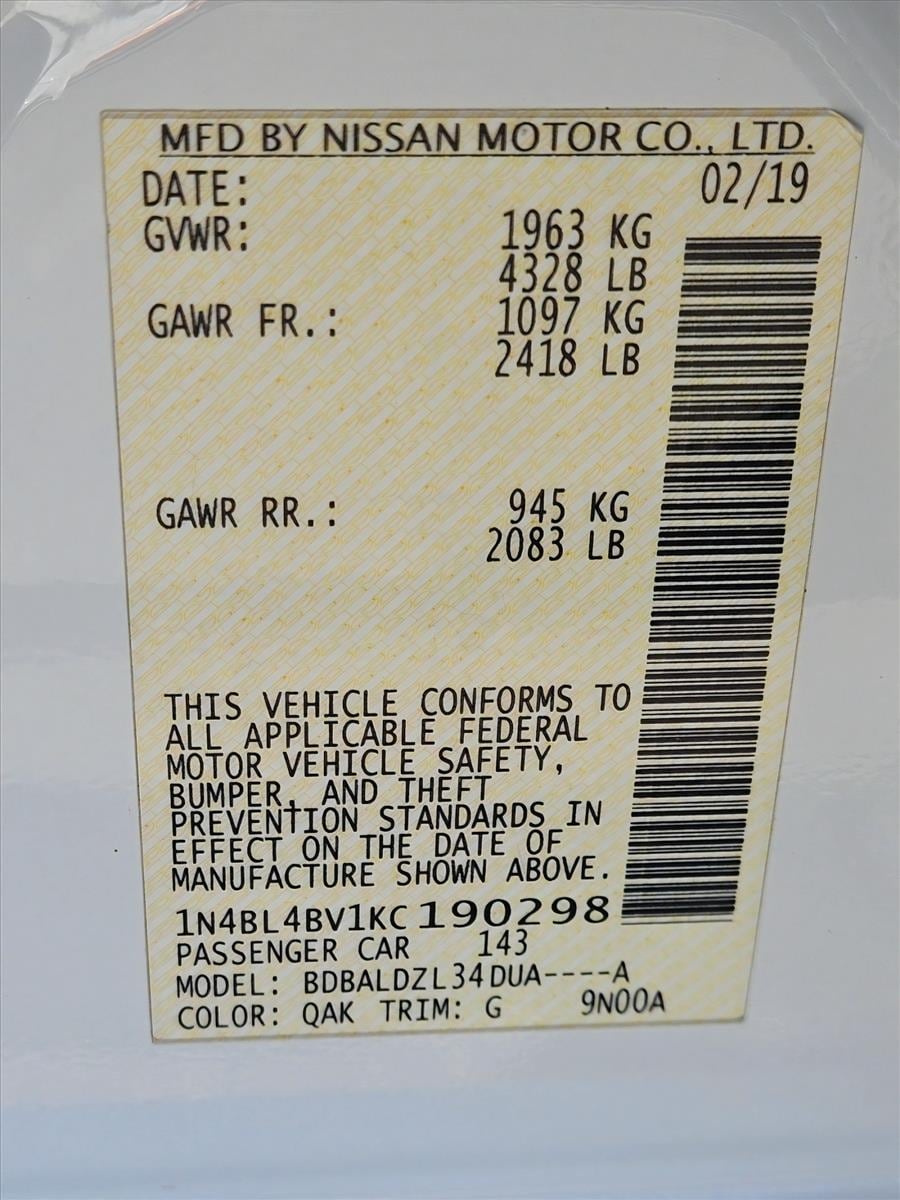 MFD BY NISSAN MOTOR CO., LTD.
DATE: 02/19
GVWR: 1963 KG
4328 LB
GAWR FR.: 1097 KG
2418 LB
GAWR RR.: 945 KG
2083 LB
THIS VEHICLE CONFORMS TO
ALL APPLICABLE FEDERAL
MOTOR VEHICLE SAFETY,
BUMPER, AND THEFT
PREVENTION STANDARDS IN
EFFECT ON THE DATE OF
MANUFACTURE SHOWN ABOVE.
1N4BL4BV1KC190298
PASSENGER CAR 143
MODEL: BDBALDZL34DUA----A
COLOR: QAK TRIM: G 9N00A